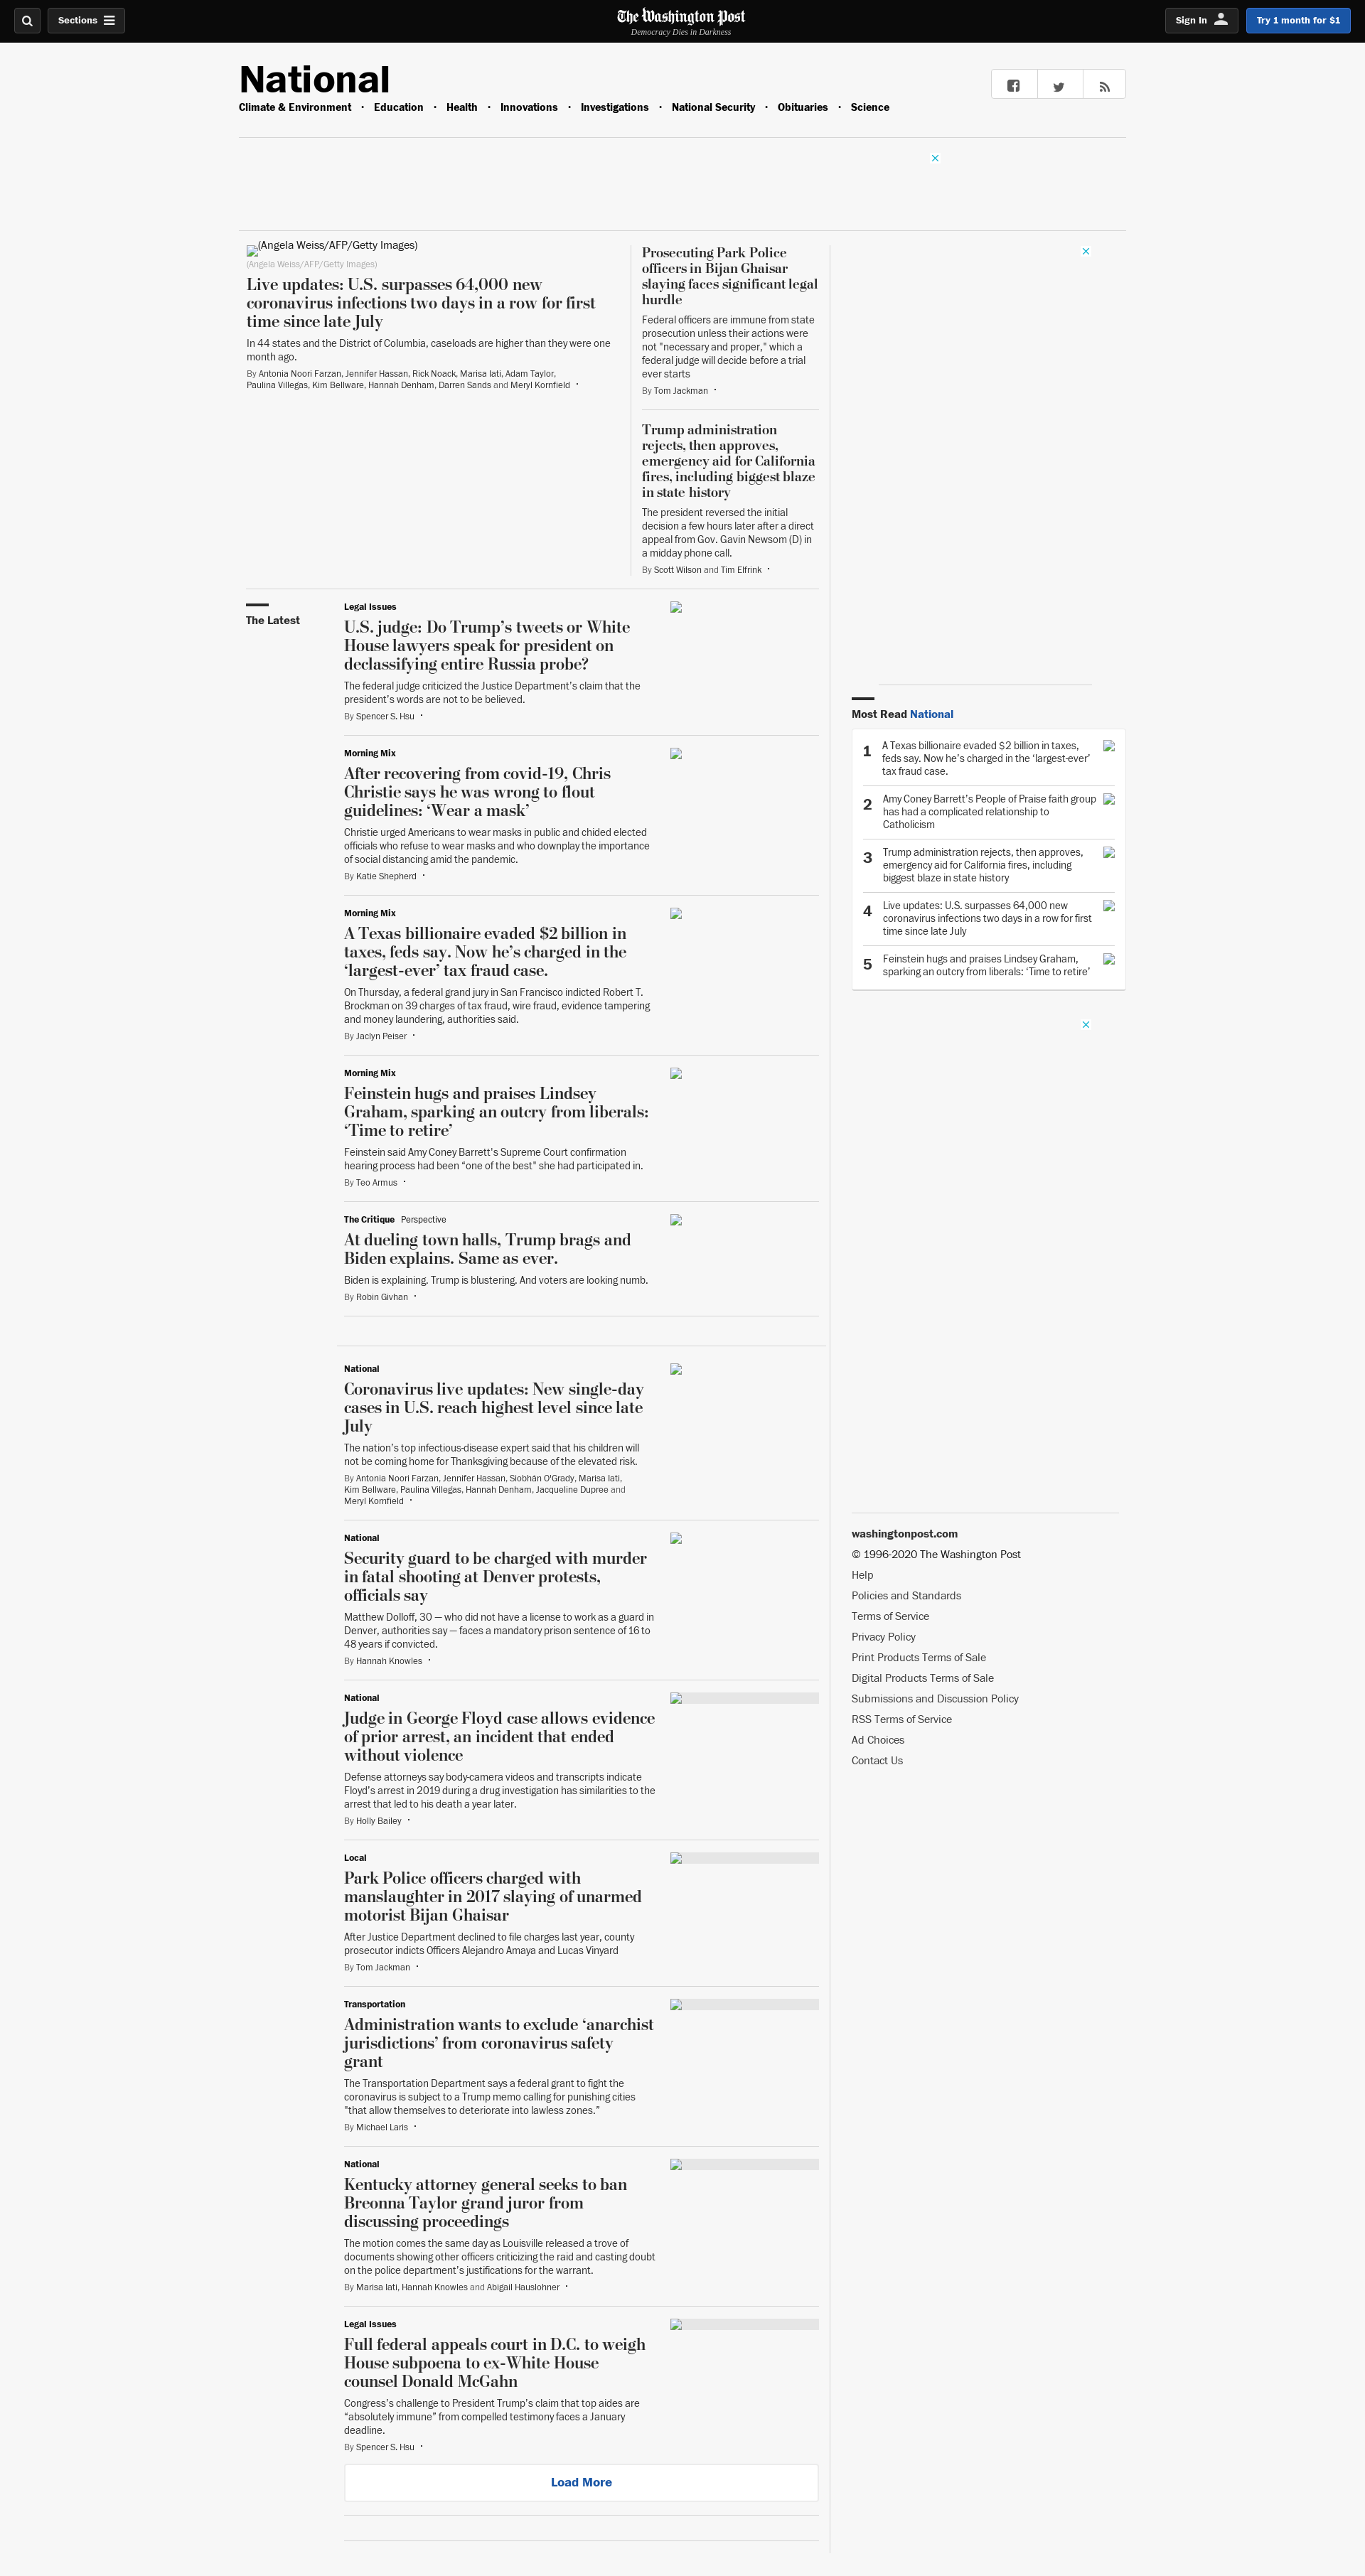 Sections
The Washington Post
Democracy Dies in Darkness
Sign In
Try 1 month for $1
National
Climate & Environment • Education • Health • Innovations • Investigations • National Security • Obituaries • Science
(Angela Weiss/AFP/Getty Images)
(Angela Weiss/AFP/Getty Images)
Live updates: U.S. surpasses 64,000 new
coronavirus infections two days in a row for first
time since late July
In 44 states and the District of Columbia, caseloads are higher than they were one
month ago.
By Antonia Noori Farzan, Jennifer Hassan, Rick Noack, Marisa Iati, Adam Taylor,
Paulina Villegas, Kim Bellware, Hannah Denham, Darren Sands and Meryl Kornfield •
Prosecuting Park Police
officers in Bijan Ghaisar
slaying faces significant legal
hurdle
Federal officers are immune from state
prosecution unless their actions were
not "necessary and proper," which a
federal judge will decide before a trial
ever starts
By Tom Jackman •
Trump administration
rejects, then approves,
emergency aid for California
fires, including biggest blaze
in state history
The president reversed the initial
decision a few hours later after a direct
appeal from Gov. Gavin Newsom (D) in
a midday phone call.
By Scott Wilson and Tim Elfrink •
The Latest
Legal Issues
U.S. judge: Do Trump’s tweets or White
House lawyers speak for president on
declassifying entire Russia probe?
The federal judge criticized the Justice Department’s claim that the
president’s words are not to be believed.
By Spencer S. Hsu •
Morning Mix
After recovering from covid-19, Chris
Christie says he was wrong to flout
guidelines: ‘Wear a mask’
Christie urged Americans to wear masks in public and chided elected
officials who refuse to wear masks and who downplay the importance
of social distancing amid the pandemic.
By Katie Shepherd •
Morning Mix
A Texas billionaire evaded $2 billion in
taxes, feds say. Now he’s charged in the
‘largest-ever’ tax fraud case.
On Thursday, a federal grand jury in San Francisco indicted Robert T.
Brockman on 39 charges of tax fraud, wire fraud, evidence tampering
and money laundering, authorities said.
By Jaclyn Peiser •
Morning Mix
Feinstein hugs and praises Lindsey
Graham, sparking an outcry from liberals:
‘Time to retire’
Feinstein said Amy Coney Barrett’s Supreme Court confirmation
hearing process had been “one of the best" she had participated in.
By Teo Armus •
The Critique Perspective
At dueling town halls, Trump brags and
Biden explains. Same as ever.
Biden is explaining. Trump is blustering. And voters are looking numb.
By Robin Givhan •
National
Coronavirus live updates: New single-day
cases in U.S. reach highest level since late
July
The nation’s top infectious-disease expert said that his children will
not be coming home for Thanksgiving because of the elevated risk.
By Antonia Noori Farzan, Jennifer Hassan, Siobhán O'Grady, Marisa Iati,
Kim Bellware, Paulina Villegas, Hannah Denham, Jacqueline Dupree and
Meryl Kornfield •
National
Security guard to be charged with murder
in fatal shooting at Denver protests,
officials say
Matthew Dolloff, 30 — who did not have a license to work as a guard in
Denver, authorities say — faces a mandatory prison sentence of 16 to
48 years if convicted.
By Hannah Knowles •
National
Judge in George Floyd case allows evidence
of prior arrest, an incident that ended
without violence
Defense attorneys say body-camera videos and transcripts indicate
Floyd’s arrest in 2019 during a drug investigation has similarities to the
arrest that led to his death a year later.
By Holly Bailey •
Local
Park Police officers charged with
manslaughter in 2017 slaying of unarmed
motorist Bijan Ghaisar
After Justice Department declined to file charges last year, county
prosecutor indicts Officers Alejandro Amaya and Lucas Vinyard
By Tom Jackman •
Transportation
Administration wants to exclude ‘anarchist
jurisdictions’ from coronavirus safety
grant
The Transportation Department says a federal grant to fight the
coronavirus is subject to a Trump memo calling for punishing cities
"that allow themselves to deteriorate into lawless zones.”
By Michael Laris •
National
Kentucky attorney general seeks to ban
Breonna Taylor grand juror from
discussing proceedings
The motion comes the same day as Louisville released a trove of
documents showing other officers criticizing the raid and casting doubt
on the police department’s justifications for the warrant.
By Marisa Iati, Hannah Knowles and Abigail Hauslohner •
Legal Issues
Full federal appeals court in D.C. to weigh
House subpoena to ex-White House
counsel Donald McGahn
Congress’s challenge to President Trump’s claim that top aides are
“absolutely immune” from compelled testimony faces a January
deadline.
By Spencer S. Hsu •
Load More
Most Read National
1 A Texas billionaire evaded $2 billion in taxes,
feds say. Now he’s charged in the ‘largest-ever’
tax fraud case.
2 Amy Coney Barrett’s People of Praise faith group
has had a complicated relationship to
Catholicism
3 Trump administration rejects, then approves,
emergency aid for California fires, including
biggest blaze in state history
4 Live updates: U.S. surpasses 64,000 new
coronavirus infections two days in a row for first
time since late July
5 Feinstein hugs and praises Lindsey Graham,
sparking an outcry from liberals: ‘Time to retire’
washingtonpost.com
© 1996-2020 The Washington Post
Help
Policies and Standards
Terms of Service
Privacy Policy
Print Products Terms of Sale
Digital Products Terms of Sale
Submissions and Discussion Policy
RSS Terms of Service
Ad Choices
Contact Us